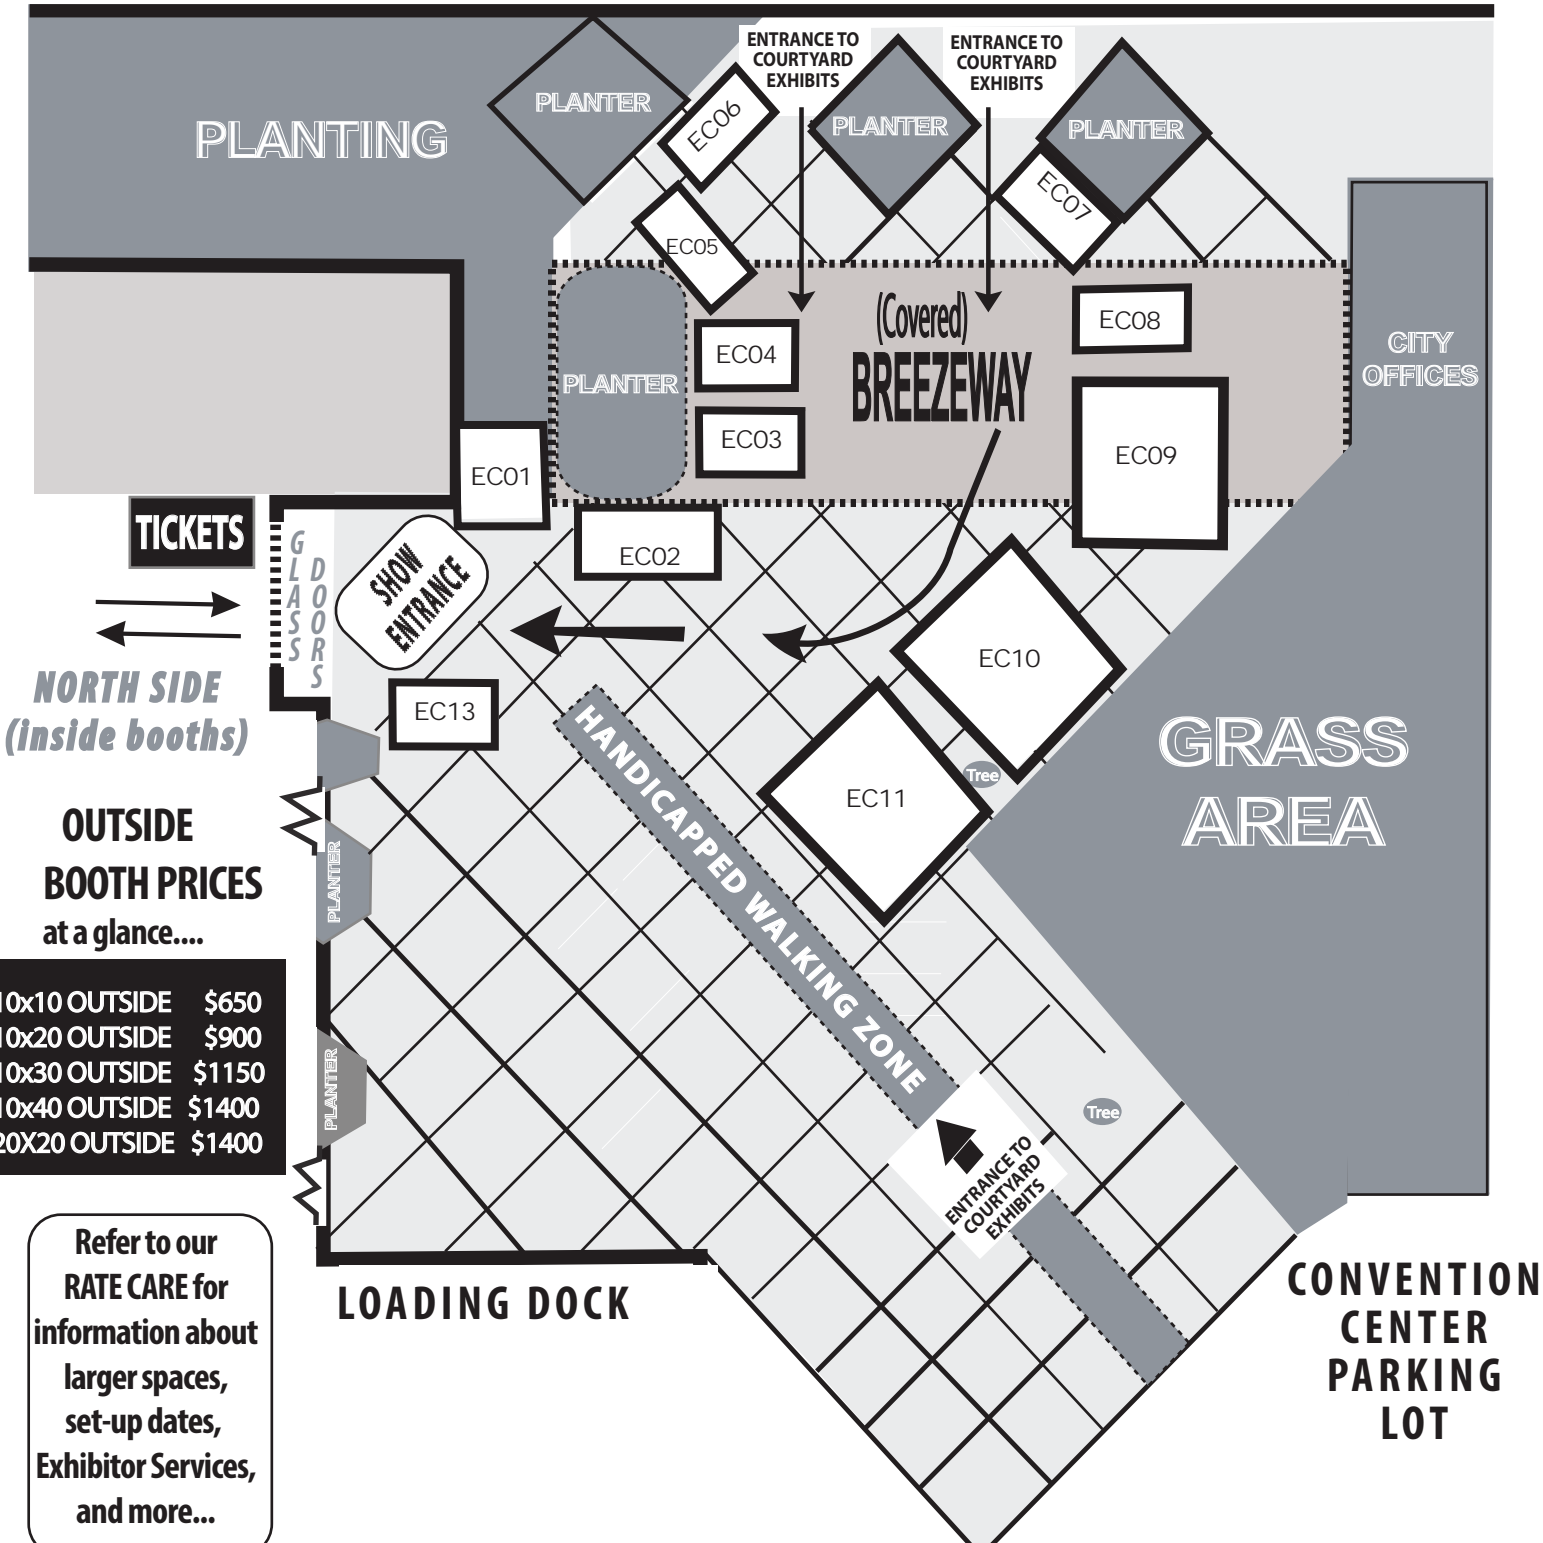 ENTRANCE TO
COURTYARD
EXHIBITS
ENTRANCE TO
COURTYARD
EXHIBITS
PLANTING
PLANTER
EC06
PLANTER
PLANTER
EC07
EC05
(Covered)
BREEZEWAY
EC08
EC04
PLANTER
EC03
CITY
OFFICES
EC09
EC01
TICKETS
GLASS
DOORS
SHOW
ENTRANCE
EC02
EC10
NORTH SIDE
(inside booths)
EC13
HANDICAPPED WALKING ZONE
EC11
Tree
GRASS
AREA
OUTSIDE
BOOTH PRICES
at a glance....
PLANTER
10x10 OUTSIDE $650
10x20 OUTSIDE $900
10x30 OUTSIDE $1150
10x40 OUTSIDE $1400
20X20 OUTSIDE $1400
PLANTER
Tree
ENTRANCE TO
COURTYARD
EXHIBITS
Refer to our
RATE CARE for
information about
larger spaces,
set-up dates,
Exhibitor Services,
and more...
LOADING DOCK
CONVENTION
CENTER
PARKING
LOT